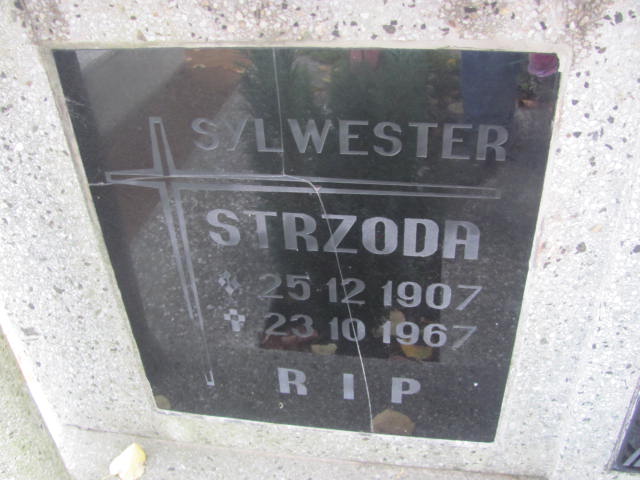 SYLWESTER
STRZODA
25 12 1907
23 10 1967
R I P